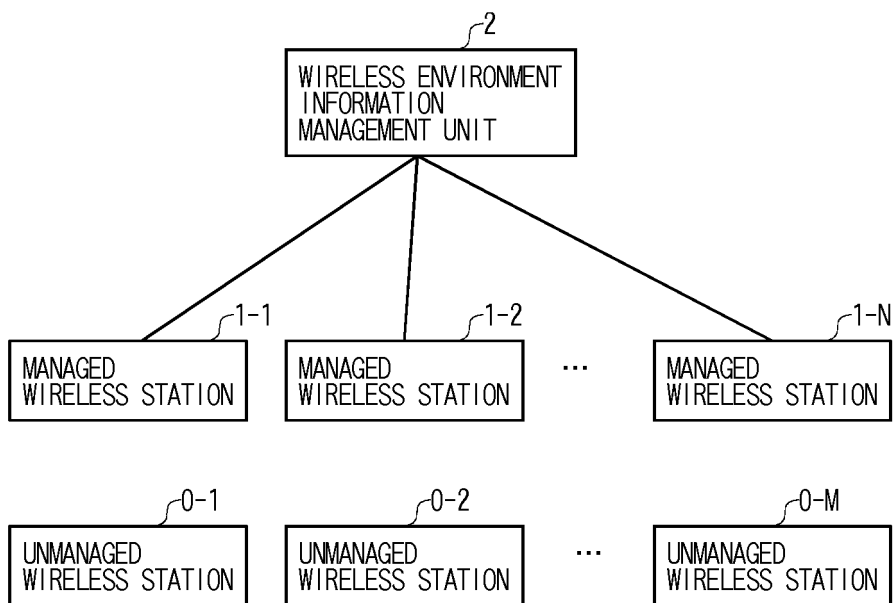 2
WIRELESS ENVIRONMENT
INFORMATION
MANAGEMENT UNIT
1-1
1-2
1-N
MANAGED
WIRELESS STATION
MANAGED
WIRELESS STATION
...
MANAGED
WIRELESS STATION
0-1
0-2
0-M
UNMANAGED
WIRELESS STATION
UNMANAGED
WIRELESS STATION
...
UNMANAGED
WIRELESS STATION